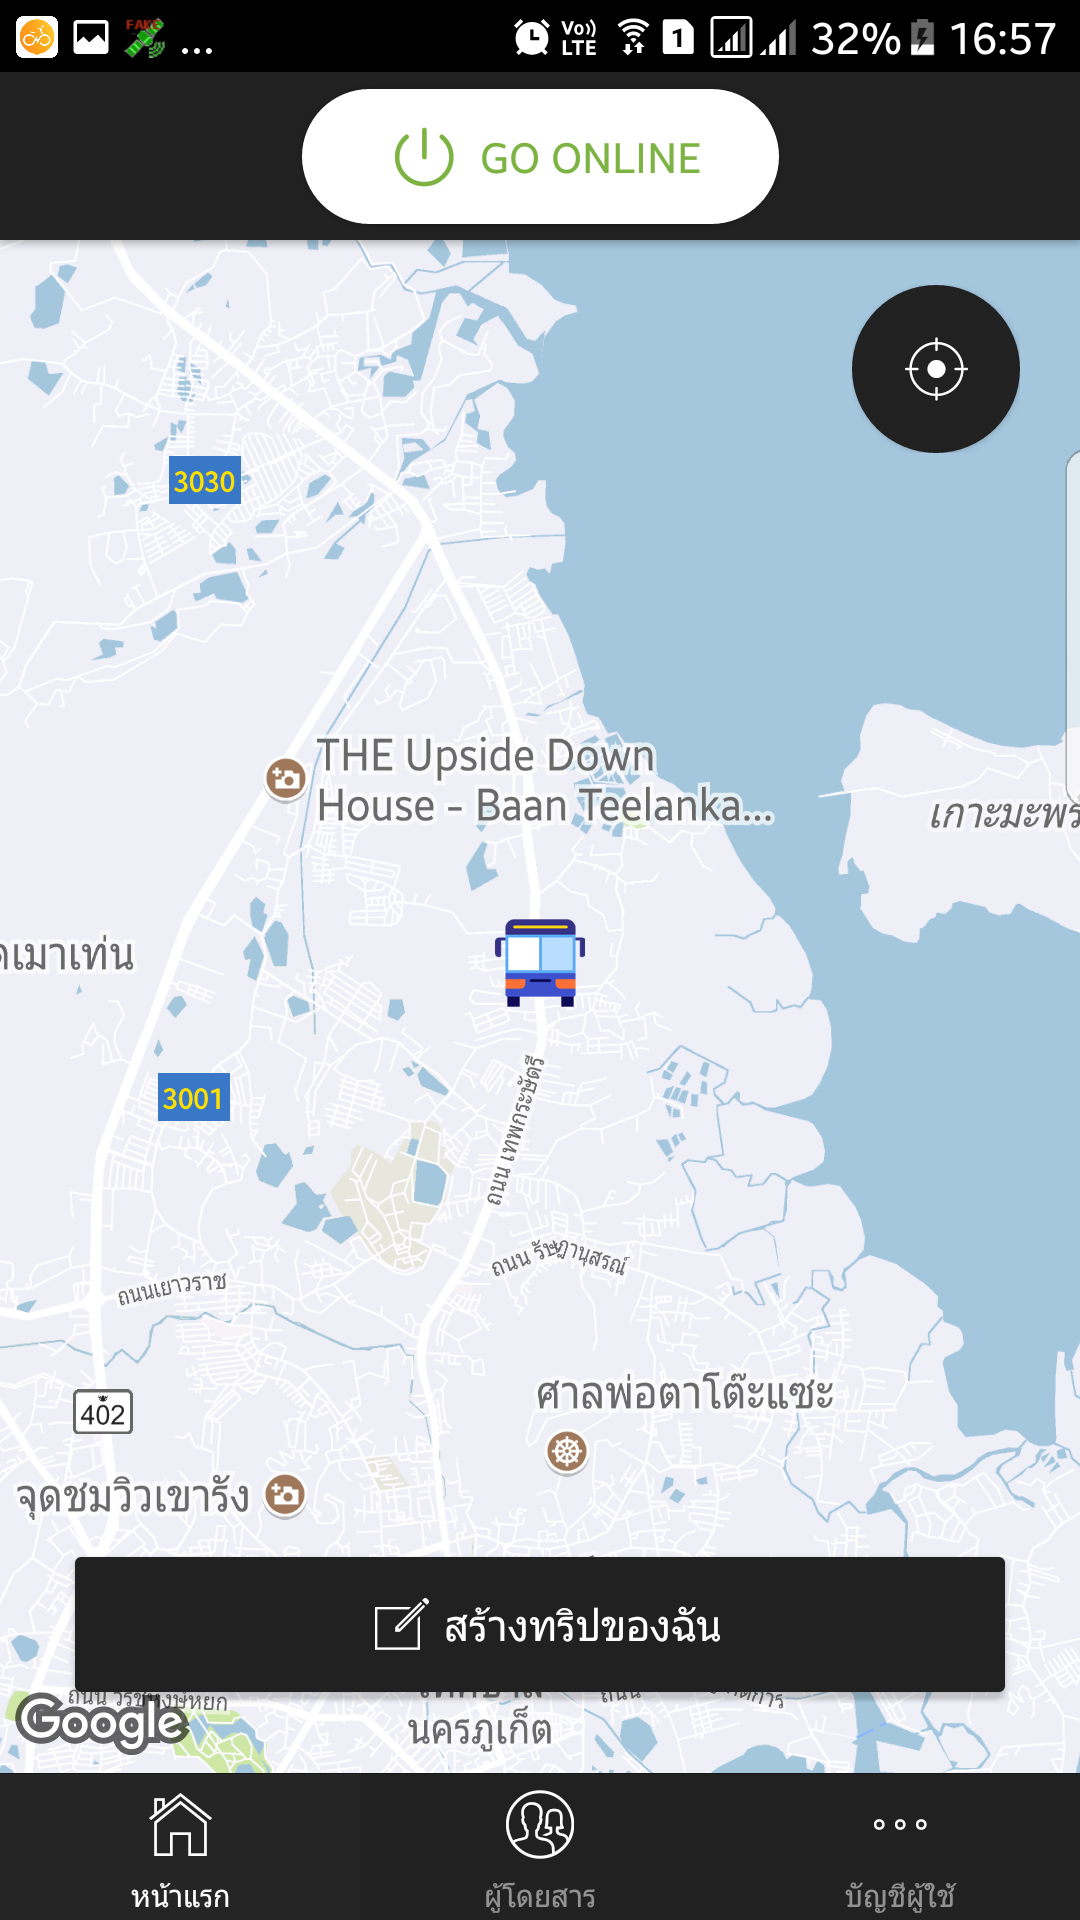 FAKE
...
Vo))
LTE
1
32%
16:57
GO ONLINE
3030
THE Upside Down
House - Baan Teelanka...
เกาะมะพร
ดเมาเท่น
3001
ถนน เทพกระษัตรี
ถนน รัษฎานุสรณ์
ถนนเยาวราช
ศาลพ่อตาโต๊ะแซะ
402
จุดชมวิวเขารัง
สร้างทริปของฉัน
ถนน
Google
นครภูเก็ต
หน้าแรก
ผู้โดยสาร
บัญชีผู้ใช้